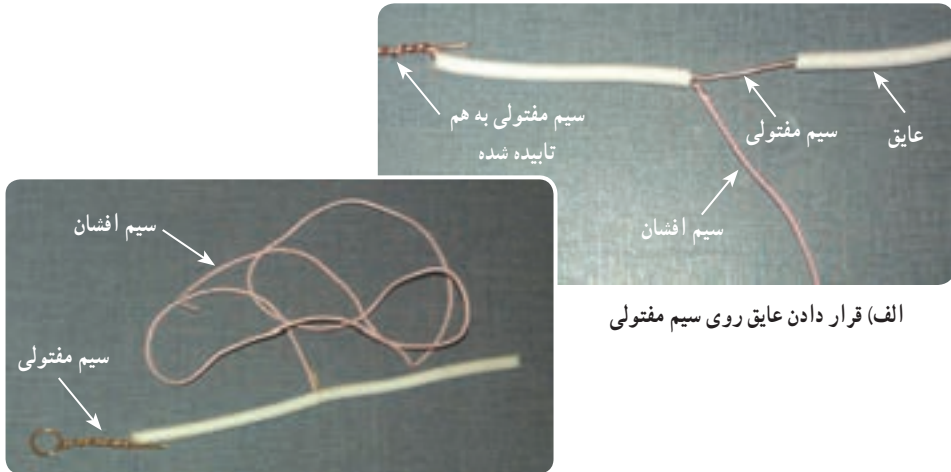 سیم مفتولی به هم
تابیده شده
سیم مفتولی
عایق
سیم افشان
الف) قرار دادن عایق روی سیم مفتولی
سیم افشان
سیم مفتولی